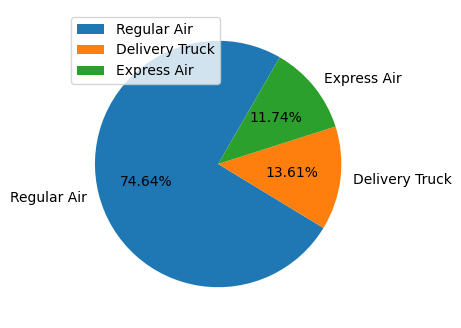 Regular Air
Delivery Truck
Express Air
Express Air
11.74%
13.61%
Delivery Truck
74.64%
Regular Air